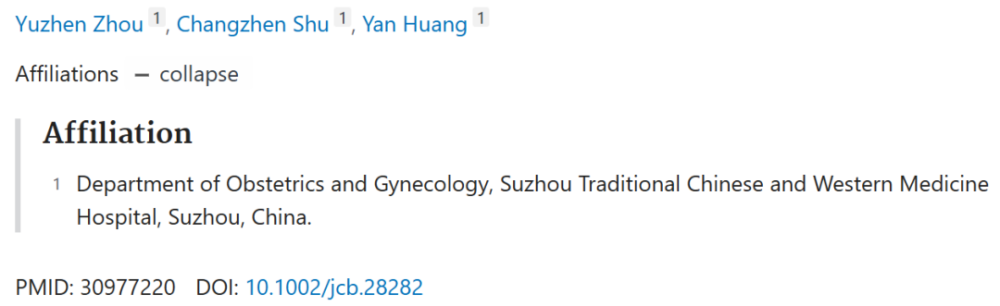 Yuzhen Zhou 1, Changzhen Shu 1, Yan Huang 1
Affiliations — collapse
Affiliation
1 Department of Obstetrics and Gynecology, Suzhou Traditional Chinese and Western Medicine
Hospital, Suzhou, China.
PMID: 30977220 DOI: 10.1002/jcb.28282